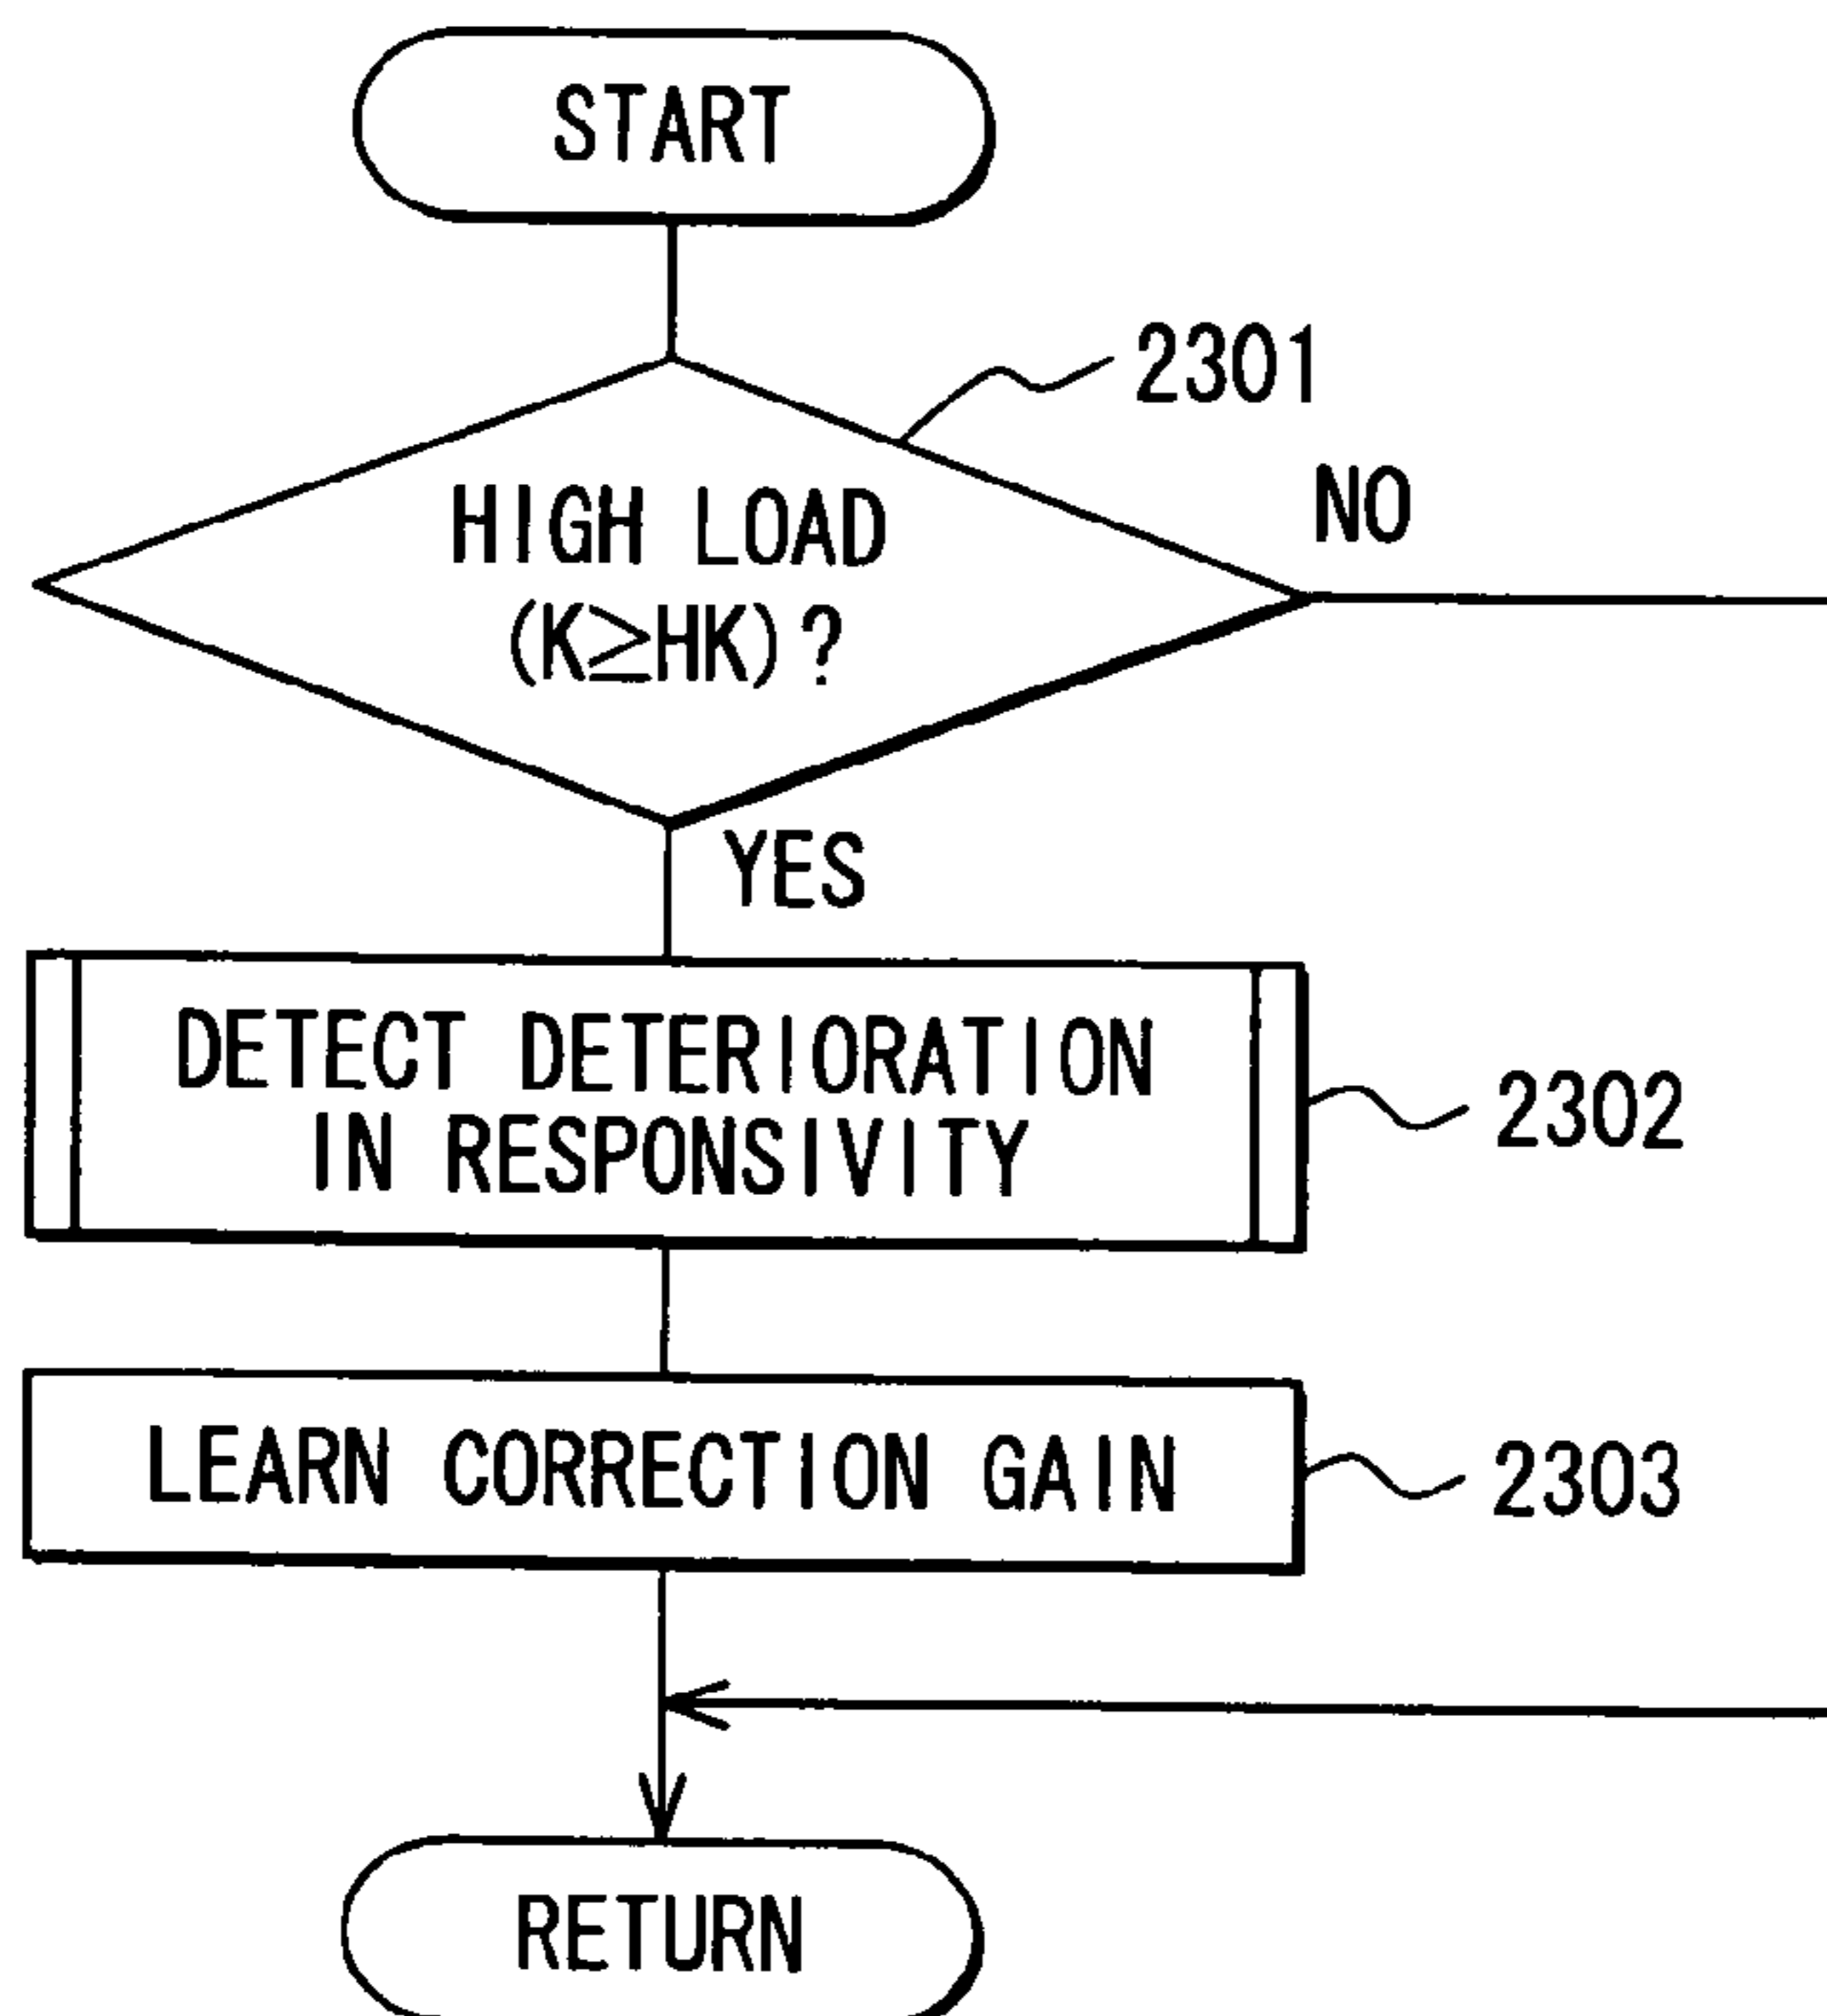 START
2301
HIGH LOAD
(K≧HK)?
NO
YES
DETECT DETERIORATION
IN RESPONSIVITY
2302
LEARN CORRECTION GAIN
2303
RETURN